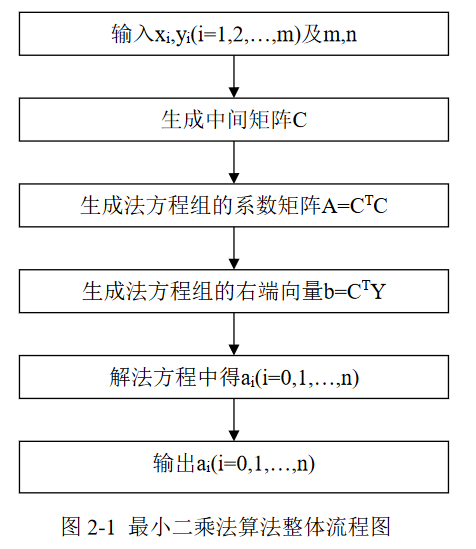 输入xᵢ,yᵢ(i=1,2,…,m)及m,n
生成中间矩阵C
生成法方程组的系数矩阵A=CᵀC
生成法方程组的右端向量b=CᵀY
解法方程中得aᵢ(i=0,1,…,n)
输出aᵢ(i=0,1,…,n)
图 2-1 最小二乘法算法整体流程图